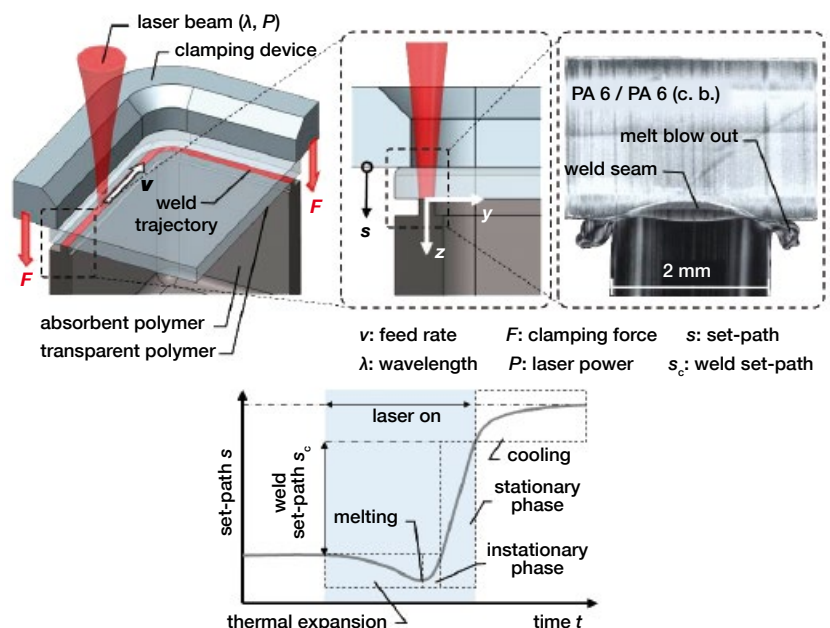 laser beam (λ, P)
clamping device
v
weld
trajectory
F
F
absorbent polymer
transparent polymer
s
y
z
PA 6 / PA 6 (c. b.)
melt blow out
weld seam
2 mm
v: feed rate F: clamping force s: set-path
λ: wavelength P: laser power s_c: weld set-path
laser on
set-path s
weld
set-path s_c
melting
cooling
stationary
phase
instationary
phase
thermal expansion
time t